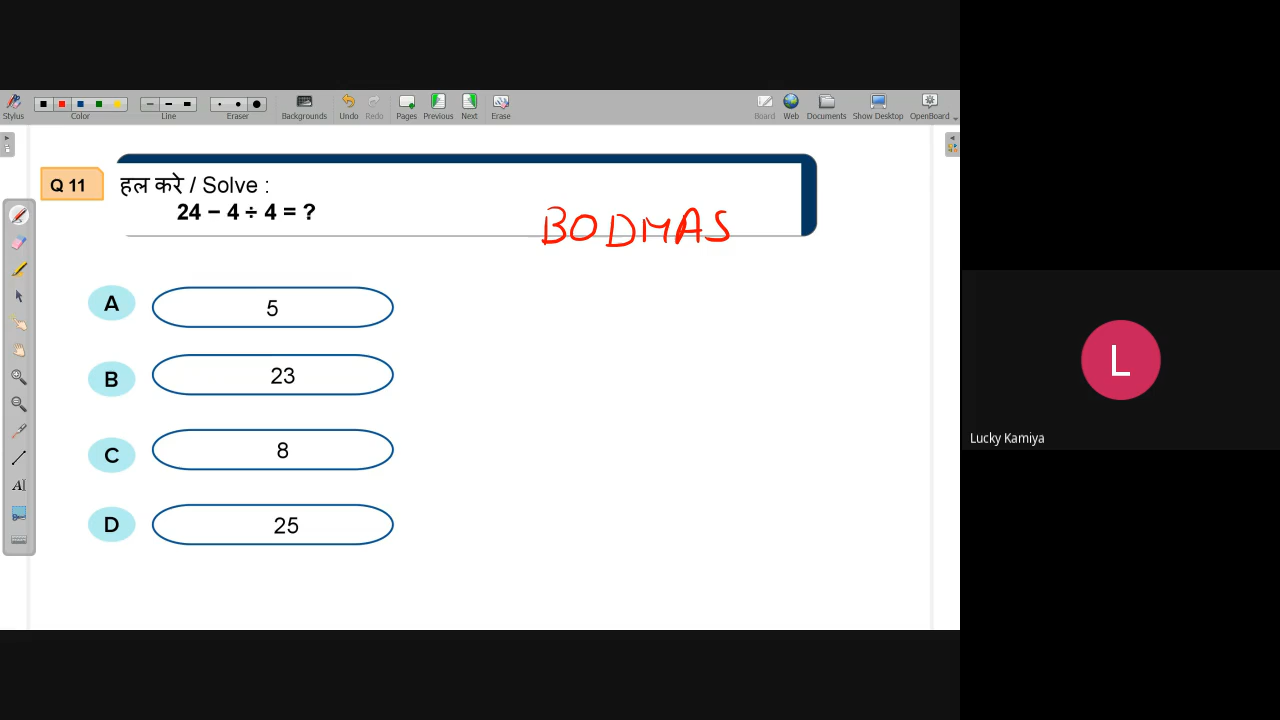 Stylus
Color
Line
Eraser
Backgrounds
Undo
Redo
Pages
Previous
Next
Erase
Board
Web
Documents
Show Desktop
OpenBoard
Q 11
हल करे / Solve :
24 − 4 ÷ 4 = ?
BODMAS
A
5
B
23
C
8
D
25
L
Lucky Kamiya